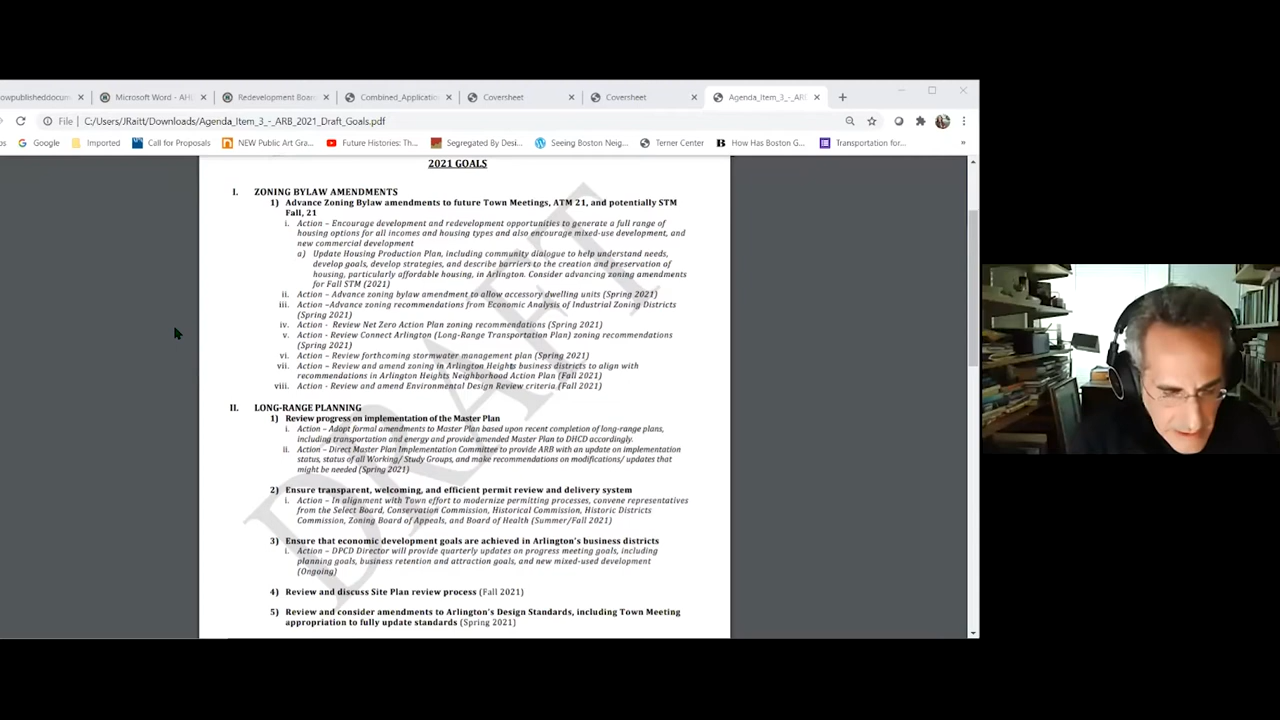 owpublisheddocum
Microsoft Word - AH
Redevelopment Boar
Combined_Applicatio
Coversheet
Coversheet
Agenda_Item_3_-_ARB
File
C:/Users/JRaitt/Downloads/Agenda_Item_3_-_ARB_2021_Draft_Goals.pdf
Google
Imported
Call for Proposals
NEW Public Art Gra...
Future Histories: Th...
Segregated By Desi...
Seeing Boston Neig...
Terner Center
How Has Boston G...
Transportation for...
2021 GOALS
I. ZONING BYLAW AMENDMENTS
1) Advance Zoning Bylaw amendments to future Town Meetings, ATM 21, and potentially STM
Fall, 21
i. Action – Encourage development and redevelopment opportunities to generate a full range of
housing options for all incomes and housing types and also encourage mixed-use development, and
new commercial development
a) Update Housing Production Plan, including community dialogue to help understand needs,
develop goals, develop strategies, and describe barriers to the creation and preservation of
housing, particularly affordable housing, in Arlington. Consider advancing zoning amendments
for Fall STM (2021)
ii. Action – Advance zoning bylaw amendment to allow accessory dwelling units (Spring 2021)
iii. Action –Advance zoning recommendations from Economic Analysis of Industrial Zoning Districts
(Spring 2021)
iv. Action - Review Net Zero Action Plan zoning recommendations (Spring 2021)
v. Action - Review Connect Arlington (Long-Range Transportation Plan) zoning recommendations
(Spring 2021)
vi. Action – Review forthcoming stormwater management plan (Spring 2021)
vii. Action – Review and amend zoning in Arlington Heights business districts to align with
recommendations in Arlington Heights Neighborhood Action Plan (Fall 2021)
viii. Action - Review and amend Environmental Design Review criteria (Fall 2021)
II. LONG-RANGE PLANNING
1) Review progress on implementation of the Master Plan
i. Action – Adopt formal amendments to Master Plan based upon recent completion of long-range plans,
including transportation and energy and provide amended Master Plan to DHCD accordingly.
ii. Action – Direct Master Plan Implementation Committee to provide ARB with an update on implementation
status, status of all Working/ Study Groups, and make recommendations on modifications/ updates that
might be needed (Spring 2021)
2) Ensure transparent, welcoming, and efficient permit review and delivery system
i. Action – In alignment with Town effort to modernize permitting processes, convene representatives
from the Select Board, Conservation Commission, Historical Commission, Historic Districts
Commission, Zoning Board of Appeals, and Board of Health (Summer/Fall 2021)
3) Ensure that economic development goals are achieved in Arlington's business districts
i. Action – DPCD Director will provide quarterly updates on progress meeting goals, including
planning goals, business retention and attraction goals, and new mixed-used development
(Ongoing)
4) Review and discuss Site Plan review process (Fall 2021)
5) Review and consider amendments to Arlington's Design Standards, including Town Meeting
appropriation to fully update standards (Spring 2021)
DRAFT